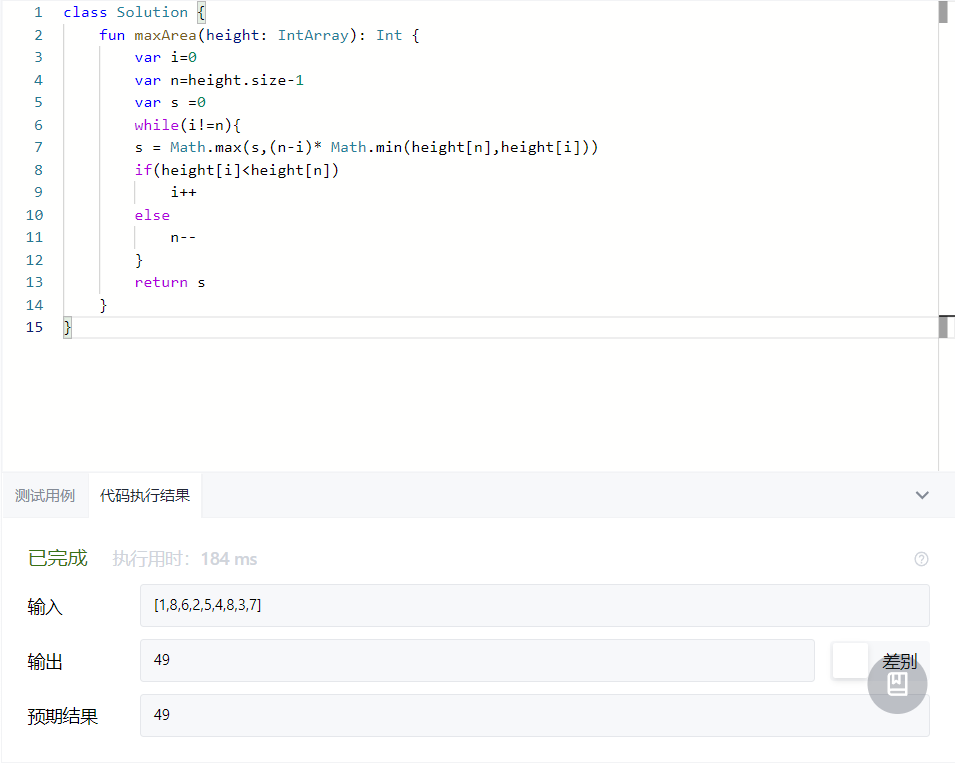 1 class Solution {
2     fun maxArea(height: IntArray): Int {
3         var i=0
4         var n=height.size-1
5         var s =0
6         while(i!=n){
7         s = Math.max(s,(n-i)* Math.min(height[n],height[i]))
8         if(height[i]<height[n])
9             i++
10         else
11             n--
12         }
13         return s
14     }
15 }
测试用例 代码执行结果
已完成 执行用时: 184 ms
输入 [1,8,6,2,5,4,8,3,7]
输出 49 差别
预期结果 49